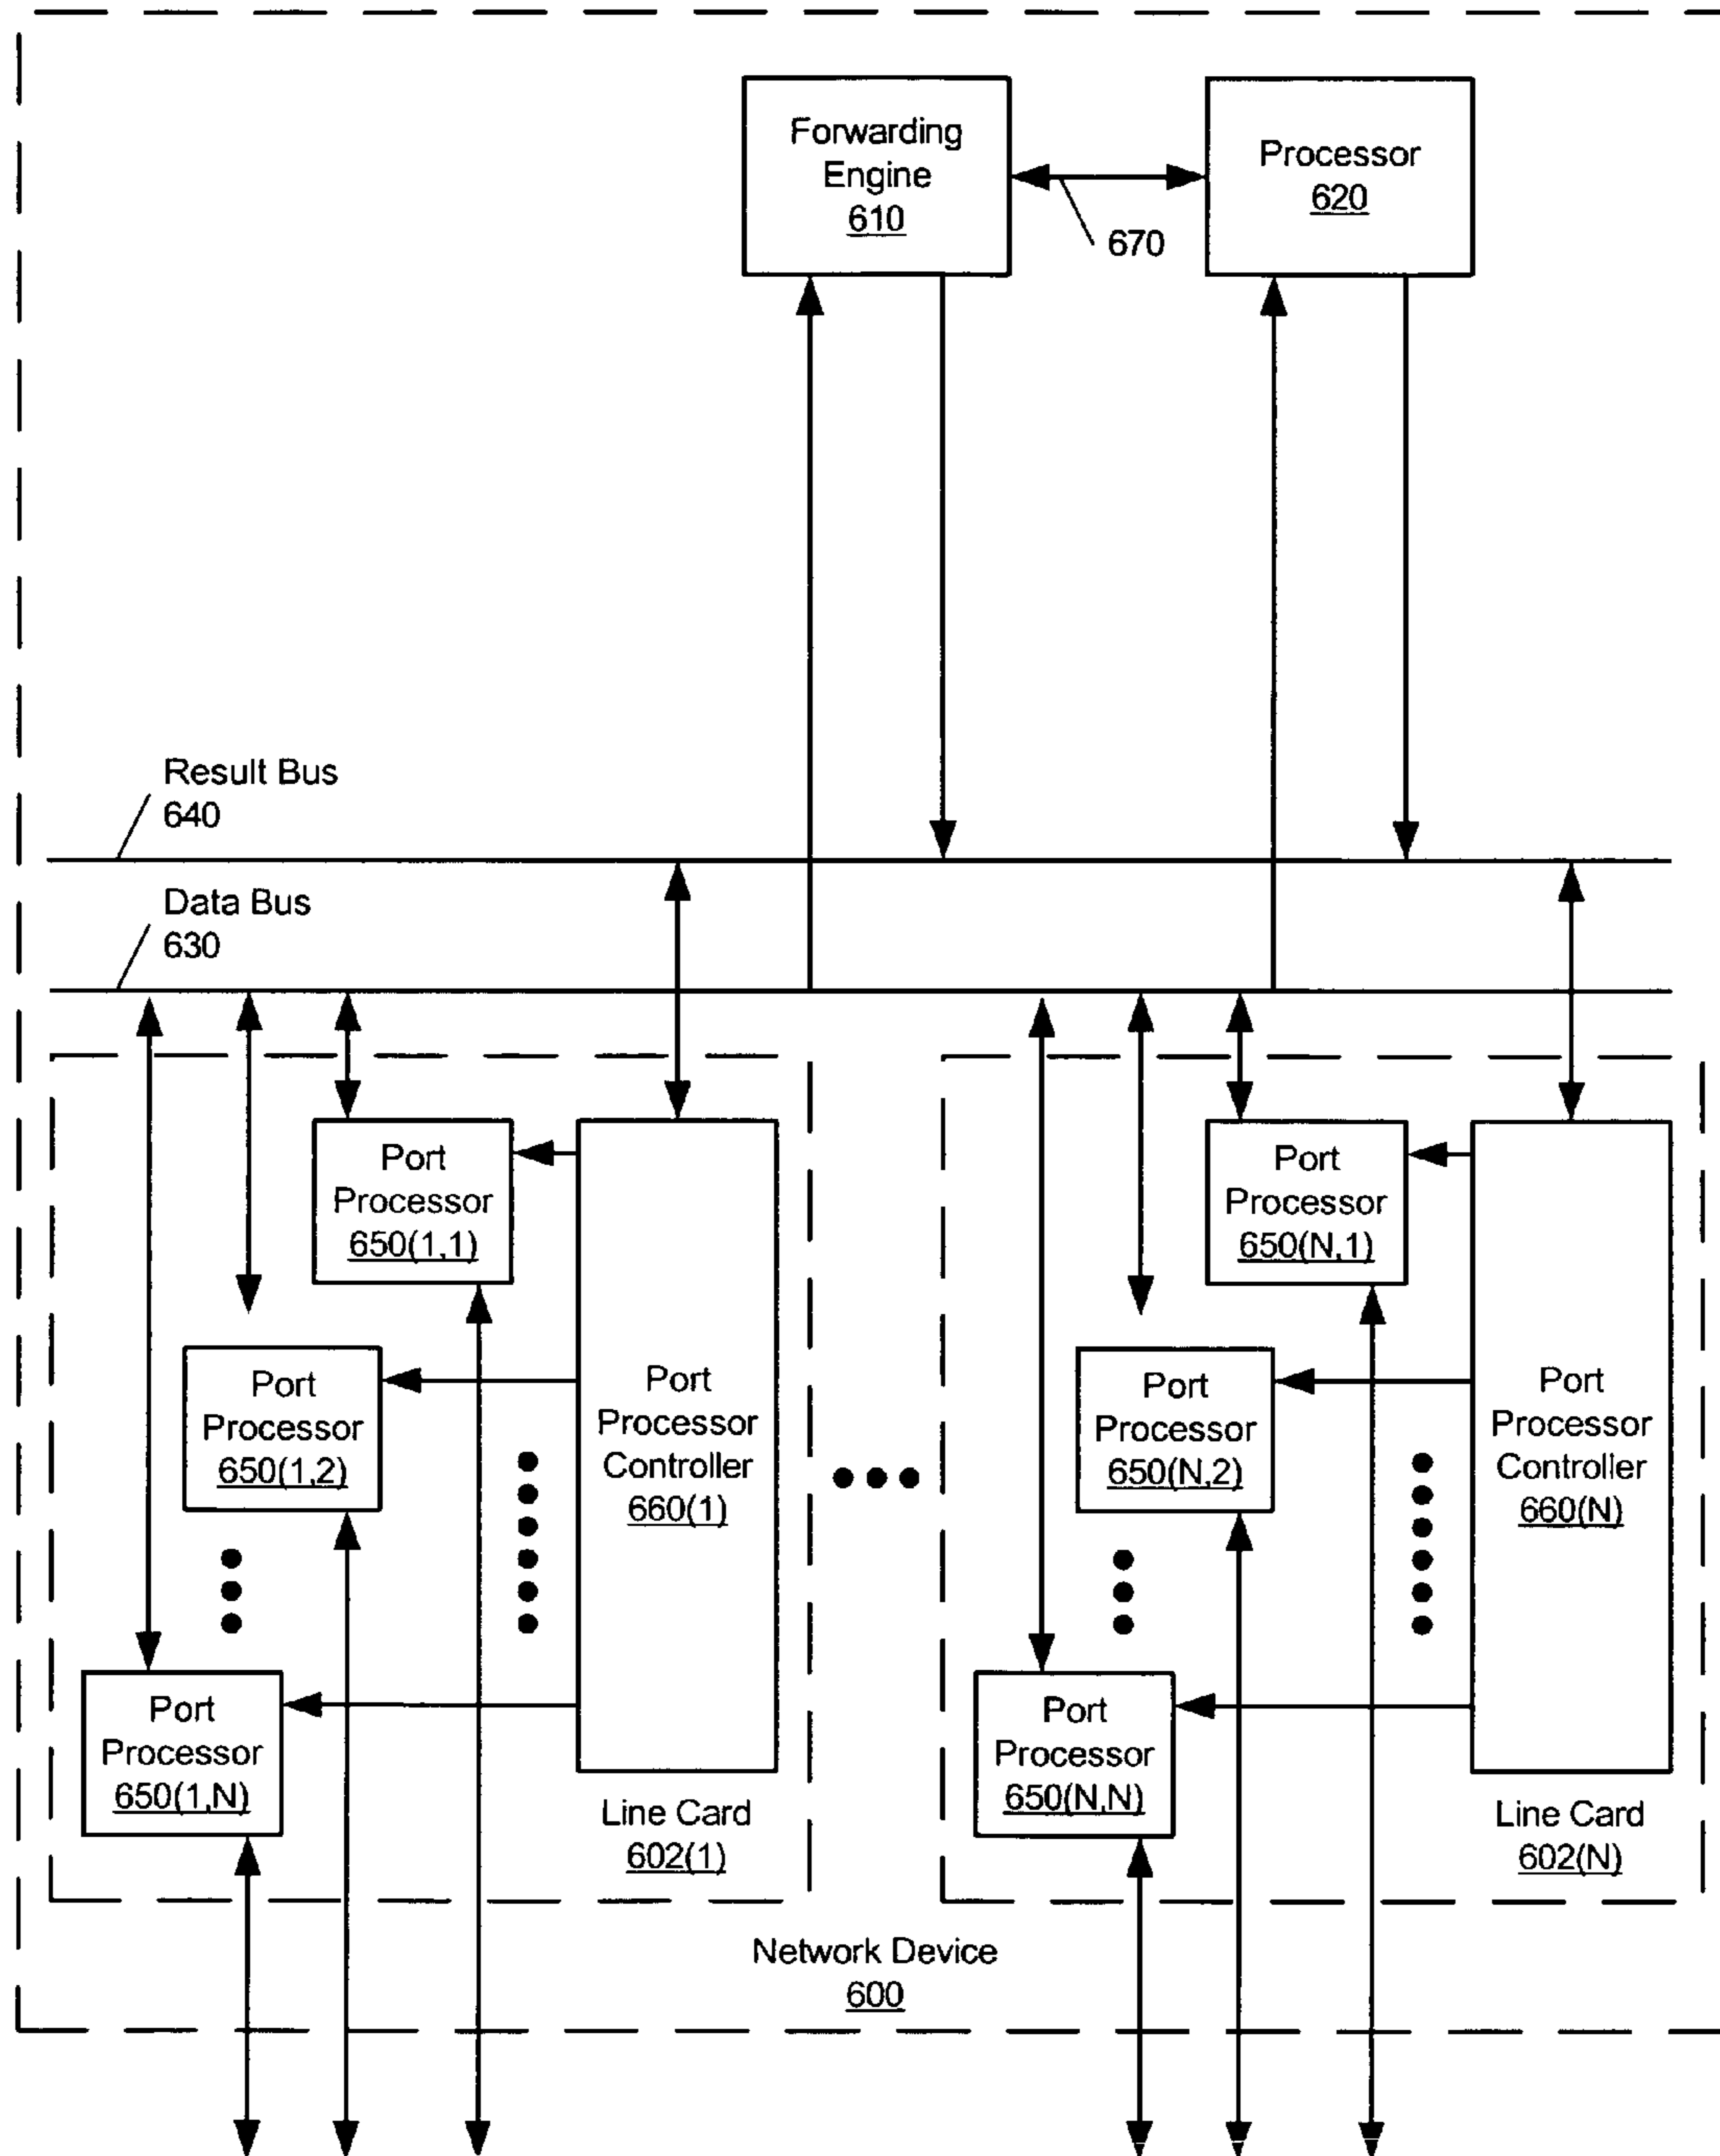 Forwarding
Engine
610
Processor
620
670
Result Bus
640
Data Bus
630
Port
Processor
650(1,1)
Port
Processor
650(1,2)
Port
Processor
650(1,N)
Port
Processor
Controller
660(1)
Line Card
602(1)
Port
Processor
650(N,1)
Port
Processor
650(N,2)
Port
Processor
650(N,N)
Port
Processor
Controller
660(N)
Line Card
602(N)
Network Device
600